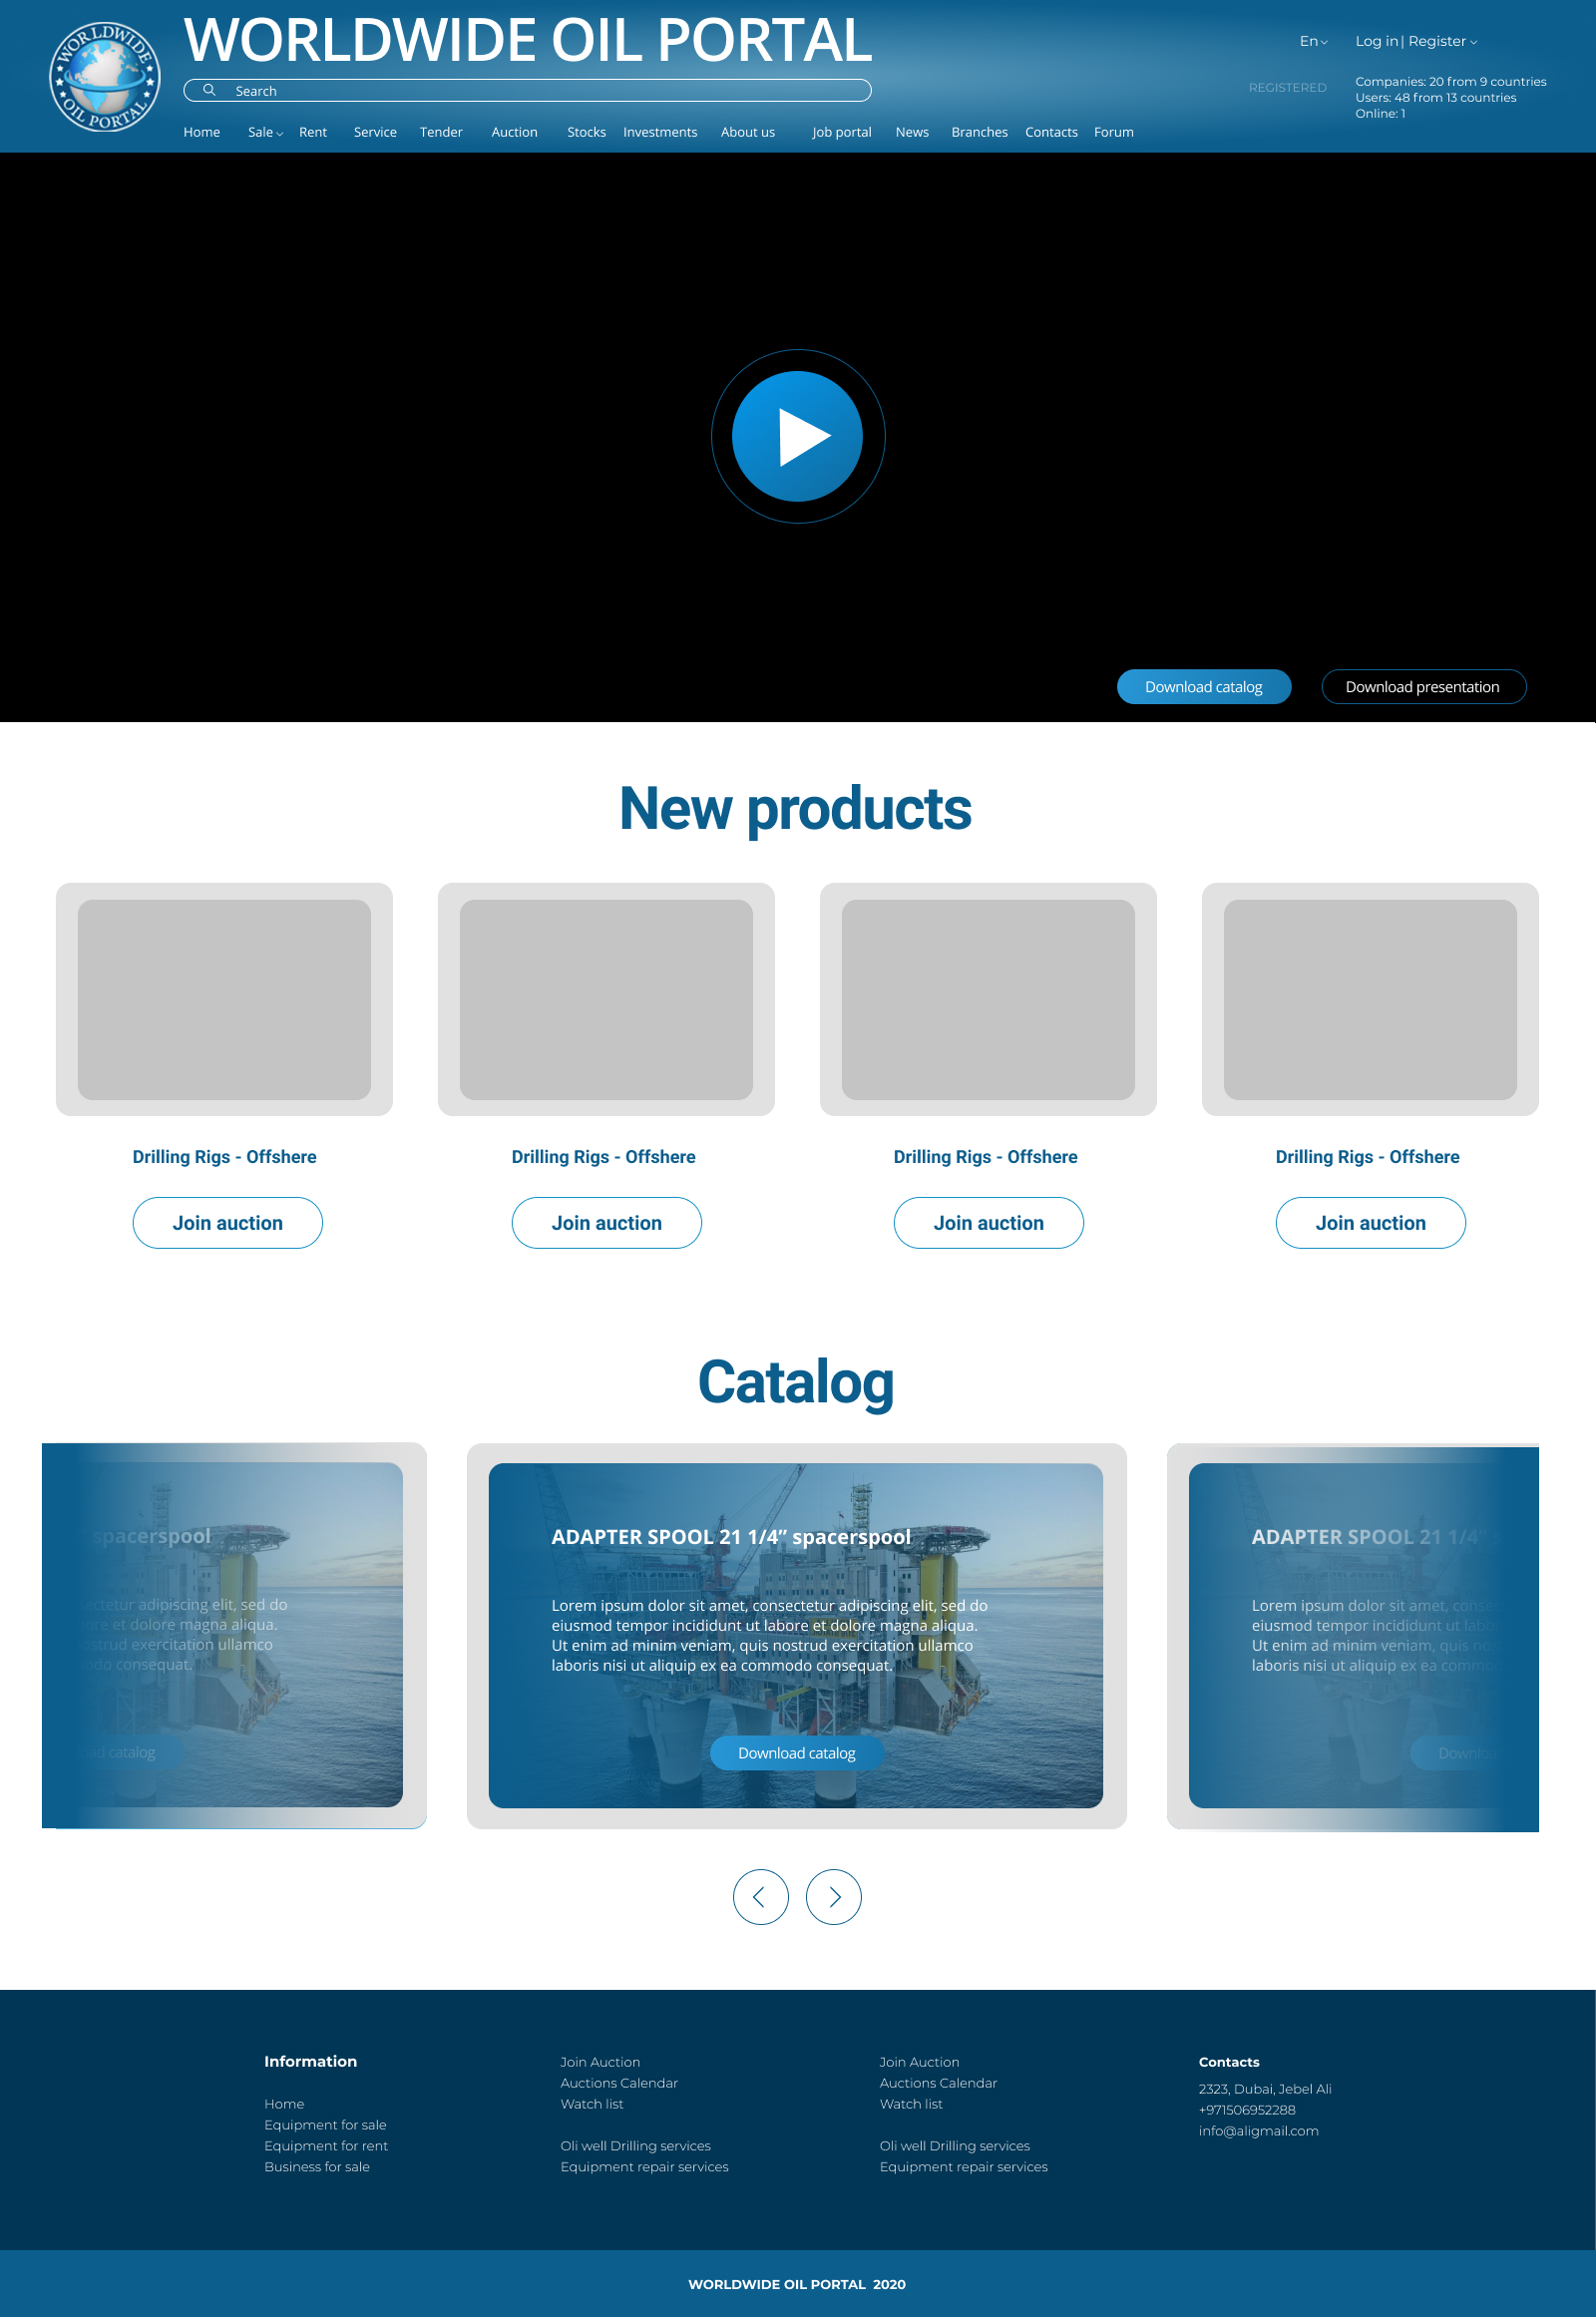 WORLDWIDE
OIL PORTAL
WORLDWIDE OIL PORTAL
Search
En
Log in | Register
REGISTERED
Companies: 20 from 9 countries
Users: 48 from 13 countries
Online: 1
Home Sale Rent Service Tender Auction Stocks Investments About us Job portal News Branches Contacts Forum
Download catalog
Download presentation
New products
Drilling Rigs - Offshere
Drilling Rigs - Offshere
Drilling Rigs - Offshere
Drilling Rigs - Offshere
Join auction
Join auction
Join auction
Join auction
Catalog
spacerspool
adipiscing elit, sed do
et dolore magna aliqua.
exercitation ullamco
consequat.
catalog
ADAPTER SPOOL 21 1/4” spacerspool
Lorem ipsum dolor sit amet, consectetur adipiscing elit, sed do
eiusmod tempor incididunt ut labore et dolore magna aliqua.
Ut enim ad minim veniam, quis nostrud exercitation ullamco
laboris nisi ut aliquip ex ea commodo consequat.
Download catalog
ADAPTER SPOOL 21 1/4”
Lorem ipsum dolor sit amet,
eiusmod tempor incididunt ut
Ut enim ad minim veniam, quis
laboris nisi ut aliquip ex ea
Information
Home
Equipment for sale
Equipment for rent
Business for sale
Join Auction
Auctions Calendar
Watch list
Oli well Drilling services
Equipment repair services
Join Auction
Auctions Calendar
Watch list
Oli well Drilling services
Equipment repair services
Contacts
2323, Dubai, Jebel Ali
+971506952288
info@aligmail.com
WORLDWIDE OIL PORTAL 2020